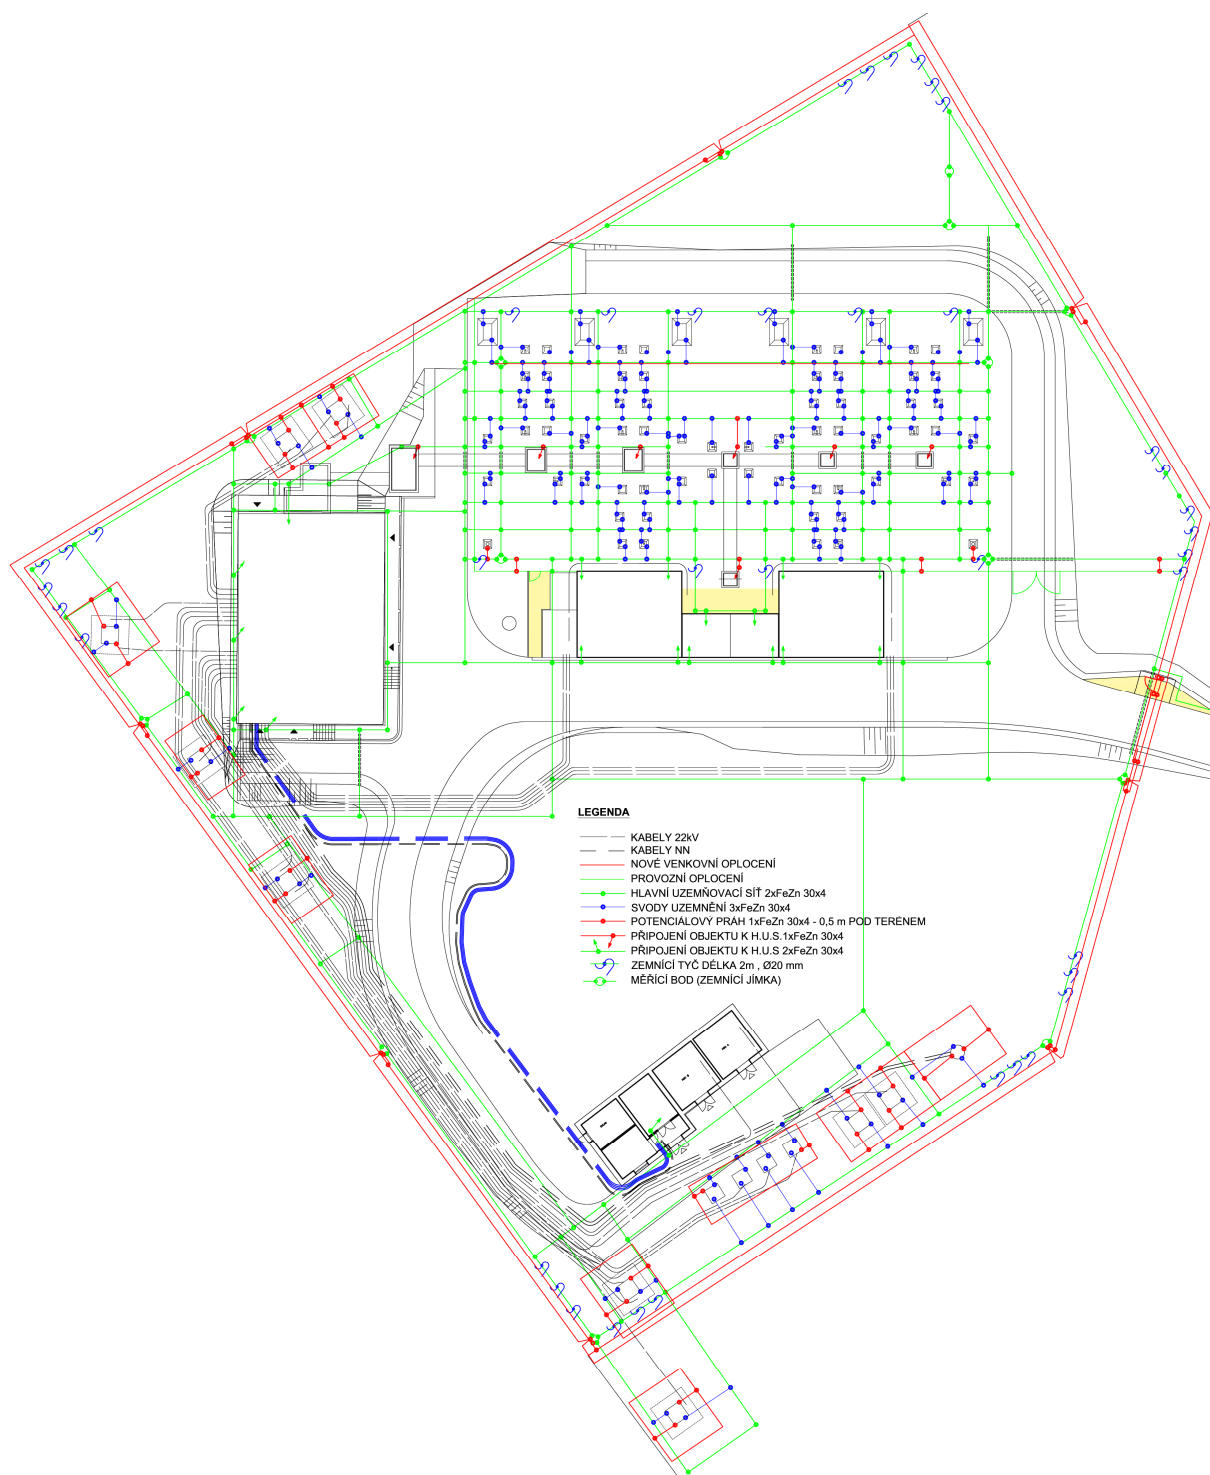 LEGENDA
KABELY 22kV
KABELY NN
NOVÉ VENKOVNÍ OPLOCENÍ
PROVOZNÍ OPLOCENÍ
HLAVNÍ UZEMŇOVACÍ SÍŤ 2xFeZn 30x4
SVODY UZEMNĚNÍ 3xFeZn 30x4
POTENCIÁLOVÝ PRÁH 1xFeZn 30x4 - 0,5 m POD TERÉNEM
PŘIPOJENÍ OBJEKTU K H.U.S.1xFeZn 30x4
PŘIPOJENÍ OBJEKTU K H.U.S 2xFeZn 30x4
ZEMNÍCÍ TYČ DÉLKA 2m , Ø20 mm
MĚŘÍCÍ BOD (ZEMNÍCÍ JÍMKA)